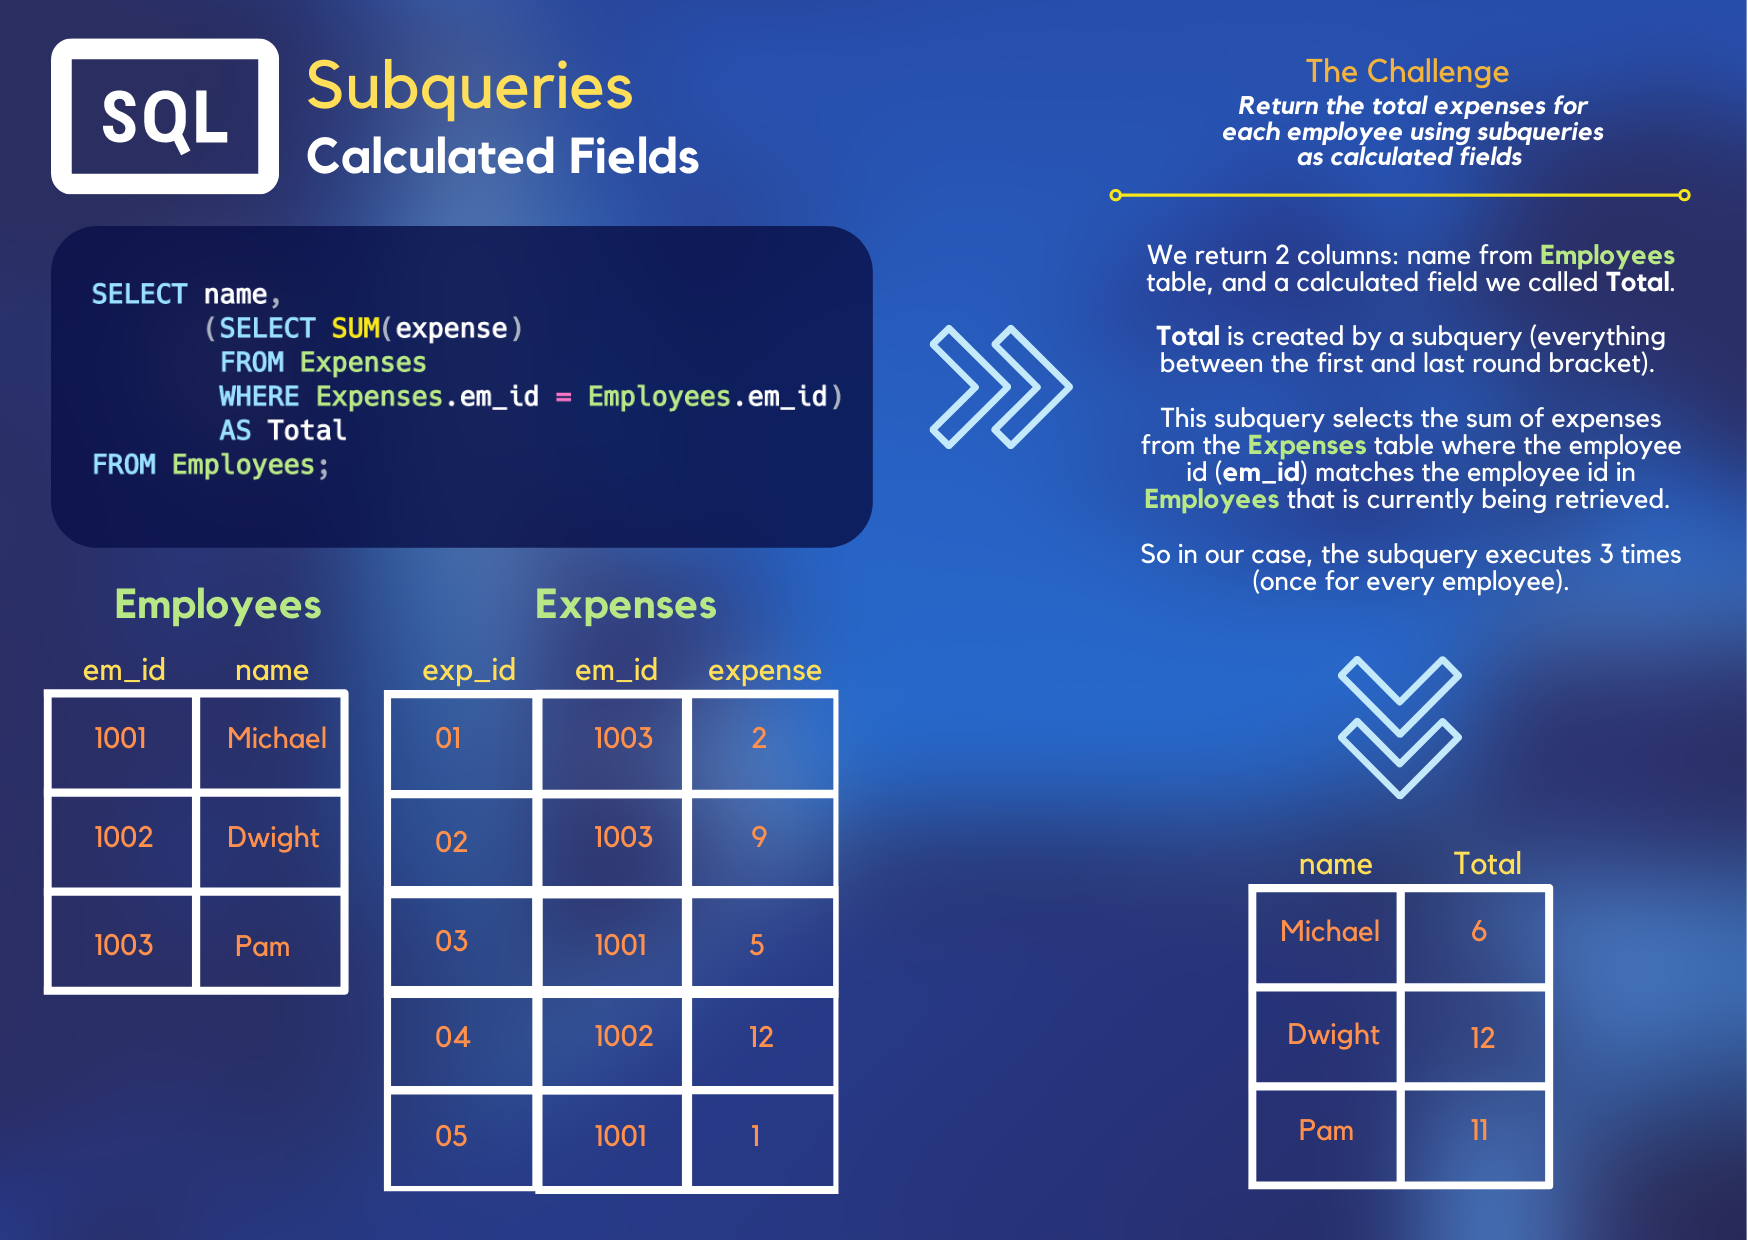 SQL
Subqueries
Calculated Fields
SELECT name,
(SELECT SUM(expense)
FROM Expenses
WHERE Expenses.em_id = Employees.em_id)
AS Total
FROM Employees;
The Challenge
Return the total expenses for
each employee using subqueries
as calculated fields
We return 2 columns: name from Employees
table, and a calculated field we called Total.
Total is created by a subquery (everything
between the first and last round bracket).
This subquery selects the sum of expenses
from the Expenses table where the employee
id (em_id) matches the employee id in
Employees that is currently being retrieved.
So in our case, the subquery executes 3 times
(once for every employee).
Employees
em_id name
1001 Michael
1002 Dwight
1003 Pam
Expenses
exp_id em_id expense
01 1003 2
02 1003 9
03 1001 5
04 1002 12
05 1001 1
name Total
Michael 6
Dwight 12
Pam 11